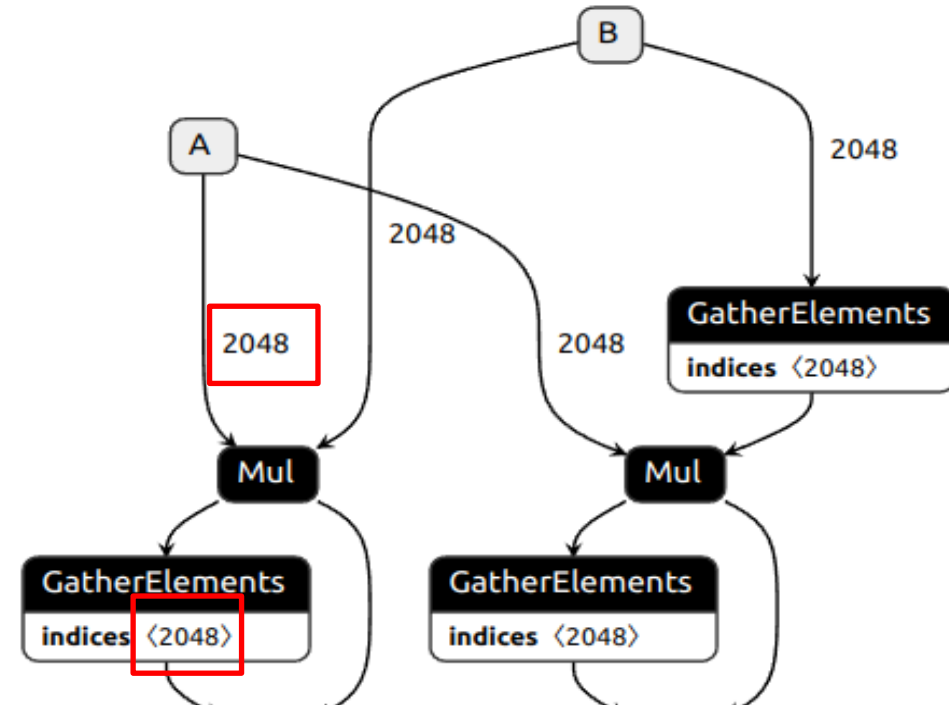 B
A
2048
2048
2048
2048
GatherElements
indices 〈2048〉
Mul
Mul
GatherElements
indices 〈2048〉
GatherElements
indices 〈2048〉